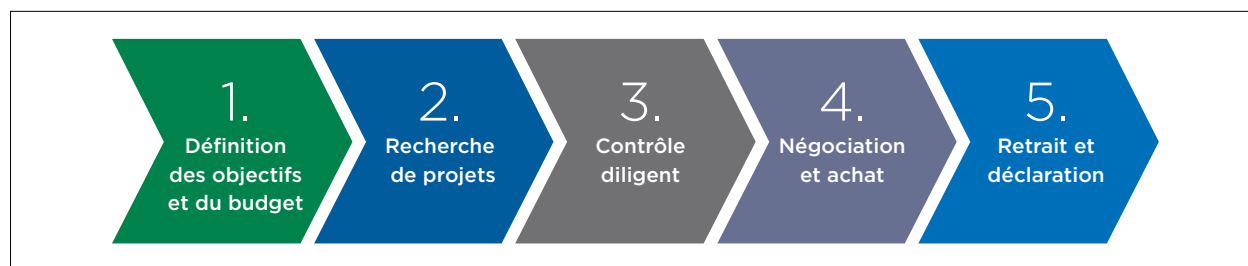 1.
Définition
des objectifs
et du budget
2.
Recherche
de projets
3.
Contrôle
diligent
4.
Négociation
et achat
5.
Retrait et
déclaration